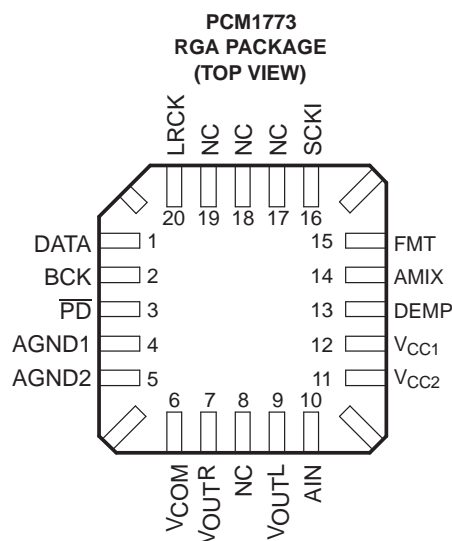 PCM1773
RGA PACKAGE
(TOP VIEW)
LRCK NC NC NC SCKI
20 19 18 17 16
DATA 1 15 FMT
BCK 2 14 AMIX
PD 3 13 DEMP
AGND1 4 12 VCC1
AGND2 5 11 VCC2
6 7 8 9 10
VCOM VOUTR NC VOUTL AIN